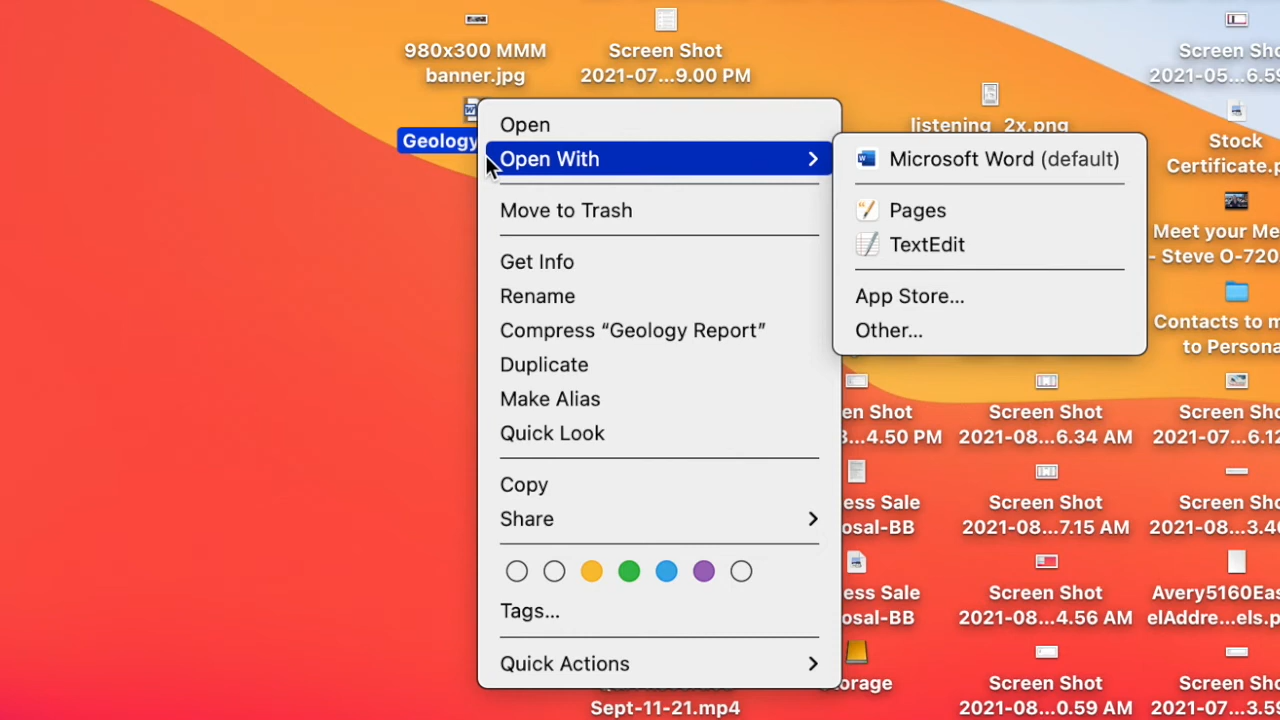 980x300 MMM
banner.jpg
Screen Shot
2021-07...9.00 PM
Screen Sho
2021-05...6.5
listening_2x.png
Stock
Certificate.p
Geology
Open
Open With
Move to Trash
Get Info
Rename
Compress “Geology Report”
Duplicate
Make Alias
Quick Look
Copy
Share
Tags...
Quick Actions
Microsoft Word (default)
Pages
TextEdit
App Store...
Other...
Meet your Me
- Steve O-720
Contacts to m
to Persona
en Shot
...4.50 PM
Screen Shot
2021-08...6.34 AM
Screen Sho
2021-07...6.12
ess Sale
osal-BB
Screen Shot
2021-08...7.15 AM
Screen Sho
2021-08...3.40
ess Sale
osal-BB
Screen Shot
2021-08...4.56 AM
Avery5160Eas
elAddre...els.p
orage
Screen Shot
2021-08...0.59 AM
Screen Sho
2021-07...3.59
Sept-11-21.mp4